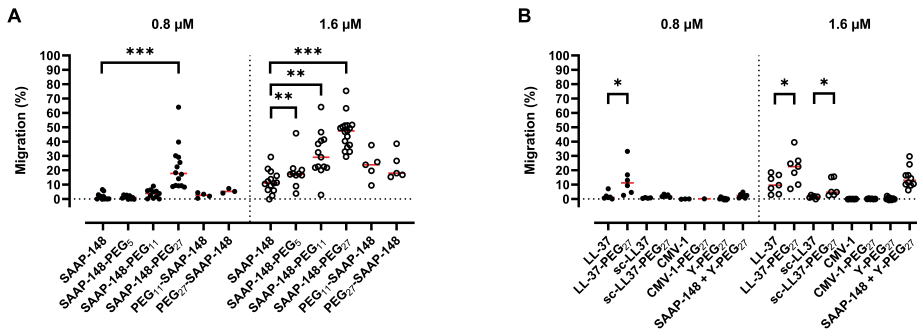 A
0.8 µM
1.6 µM
Migration (%)
100
90
80
70
60
50
40
30
20
10
0
***
**
**
***
SAAP-148
SAAP-148-PEG₅
SAAP-148-PEG₁₁
SAAP-148-PEG₂₇
PEG₁₁-SAAP-148
PEG₂₇-SAAP-148
SAAP-148
SAAP-148-PEG₅
SAAP-148-PEG₁₁
SAAP-148-PEG₂₇
PEG₁₁-SAAP-148
PEG₂₇-SAAP-148
B
0.8 µM
1.6 µM
Migration (%)
100
90
80
70
60
50
40
30
20
10
0
*
*
*
LL-37
LL-37-PEG₂₇
sc-LL37
sc-LL37-PEG₂₇
CMV-1
CMV-1-PEG₂₇
Y-PEG₂₇
SAAP-148 + Y-PEG₂₇
LL-37
LL-37-PEG₂₇
sc-LL37
sc-LL37-PEG₂₇
CMV-1
CMV-1-PEG₂₇
Y-PEG₂₇
SAAP-148 + Y-PEG₂₇